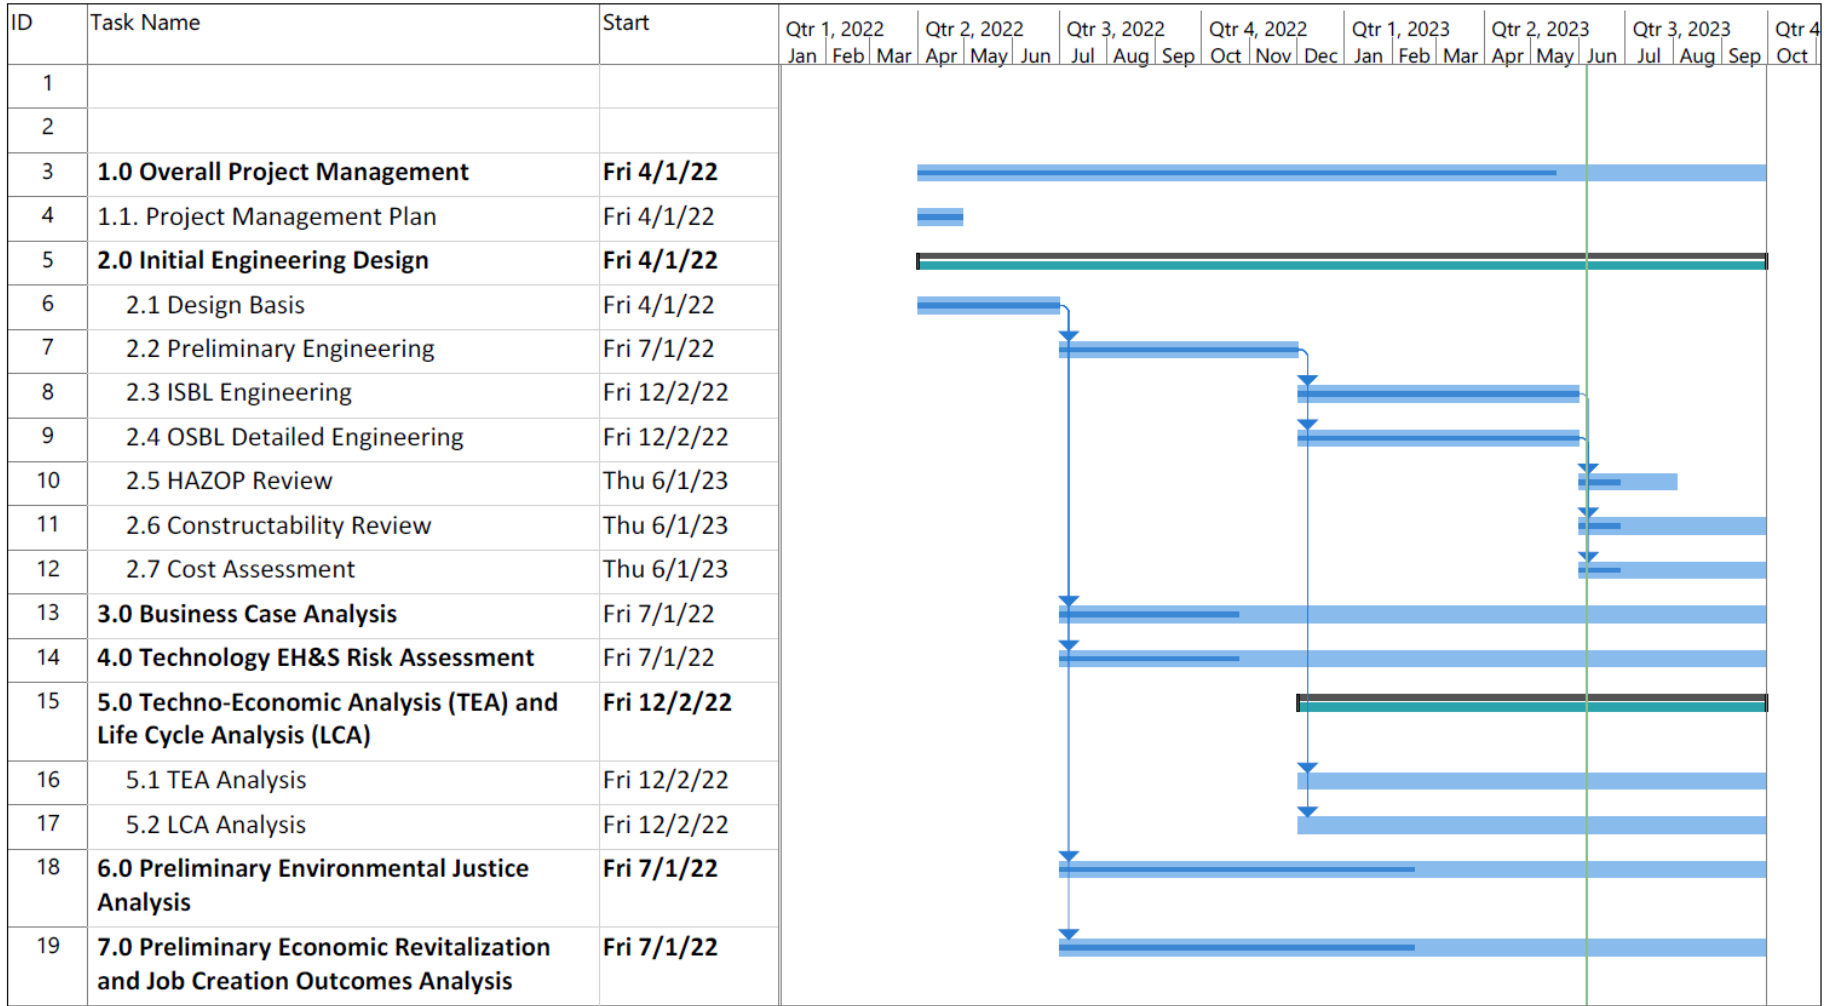 ID Task Name Start Qtr 1, 2022 Qtr 2, 2022 Qtr 3, 2022 Qtr 4, 2022 Qtr 1, 2023 Qtr 2, 2023 Qtr 3, 2023 Qtr 4
Jan Feb Mar Apr May Jun Jul Aug Sep Oct Nov Dec Jan Feb Mar Apr May Jun Jul Aug Sep Oct
1
2
3 1.0 Overall Project Management Fri 4/1/22
4 1.1. Project Management Plan Fri 4/1/22
5 2.0 Initial Engineering Design Fri 4/1/22
6 2.1 Design Basis Fri 4/1/22
7 2.2 Preliminary Engineering Fri 7/1/22
8 2.3 ISBL Engineering Fri 12/2/22
9 2.4 OSBL Detailed Engineering Fri 12/2/22
10 2.5 HAZOP Review Thu 6/1/23
11 2.6 Constructability Review Thu 6/1/23
12 2.7 Cost Assessment Thu 6/1/23
13 3.0 Business Case Analysis Fri 7/1/22
14 4.0 Technology EH&S Risk Assessment Fri 7/1/22
15 5.0 Techno-Economic Analysis (TEA) and Fri 12/2/22
Life Cycle Analysis (LCA)
16 5.1 TEA Analysis Fri 12/2/22
17 5.2 LCA Analysis Fri 12/2/22
18 6.0 Preliminary Environmental Justice Fri 7/1/22
Analysis
19 7.0 Preliminary Economic Revitalization Fri 7/1/22
and Job Creation Outcomes Analysis